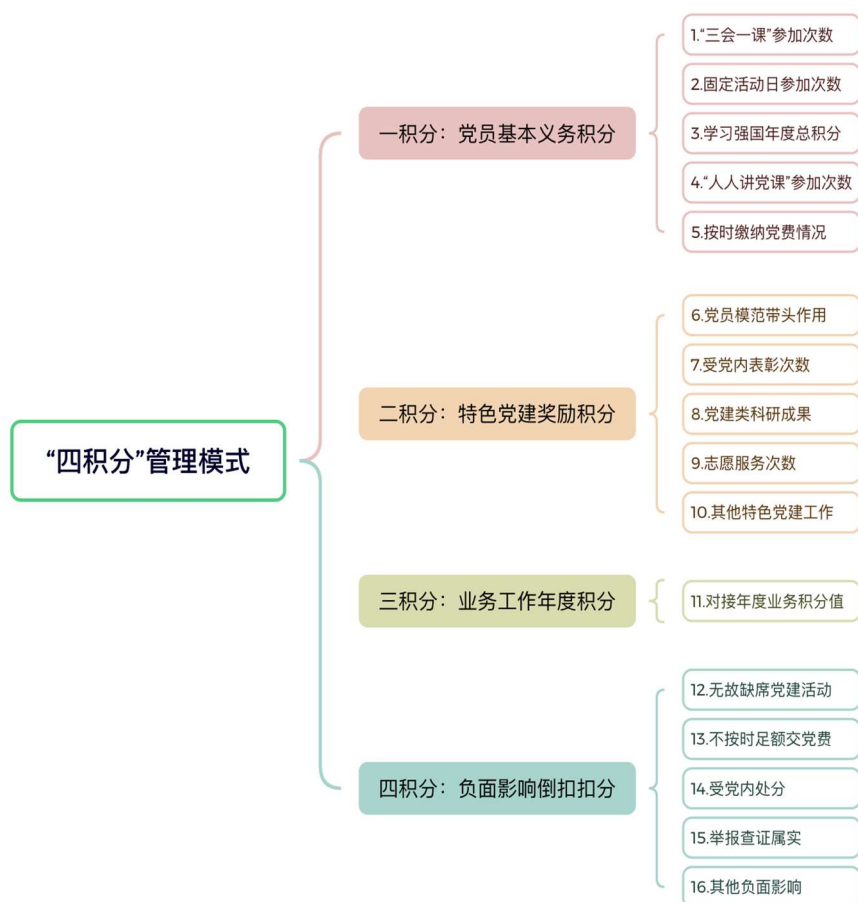 “四积分”管理模式
一积分：党员基本义务积分
1.“三会一课”参加次数
2.固定活动日参加次数
3.学习强国年度总积分
4.“人人讲党课”参加次数
5.按时缴纳党费情况
二积分：特色党建奖励积分
6.党员模范带头作用
7.受党内表彰次数
8.党建类科研成果
9.志愿服务次数
10.其他特色党建工作
三积分：业务工作年度积分
11.对接年度业务积分值
四积分：负面影响倒扣扣分
12.无故缺席党建活动
13.不按时足额交党费
14.受党内处分
15.举报查证属实
16.其他负面影响